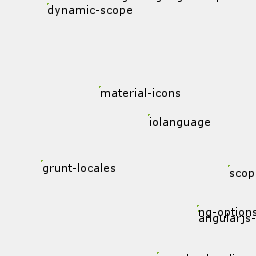 dynamic-scope
material-icons
iolanguage
grunt-locales
scop
ng-options
angularjs-